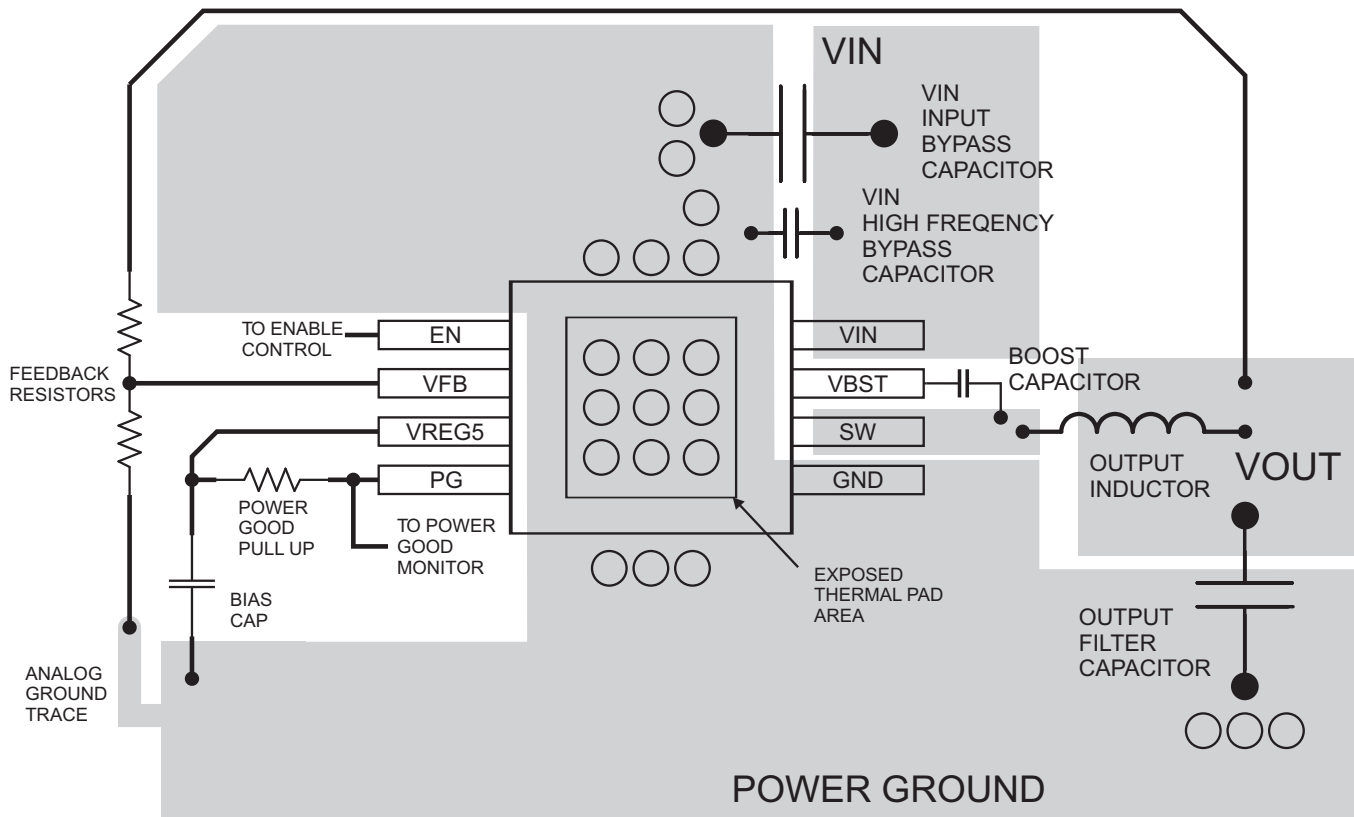 VIN
VIN
INPUT
BYPASS
CAPACITOR
VIN
HIGH FREQENCY
BYPASS
CAPACITOR
TO ENABLE
CONTROL
EN
VIN
FEEDBACK
RESISTORS
VFB
VBST
BOOST
CAPACITOR
VREG5
SW
PG
GND
OUTPUT
INDUCTOR
VOUT
POWER
GOOD
PULL UP
TO POWER
GOOD
MONITOR
EXPOSED
THERMAL PAD
AREA
BIAS
CAP
OUTPUT
FILTER
CAPACITOR
ANALOG
GROUND
TRACE
POWER GROUND